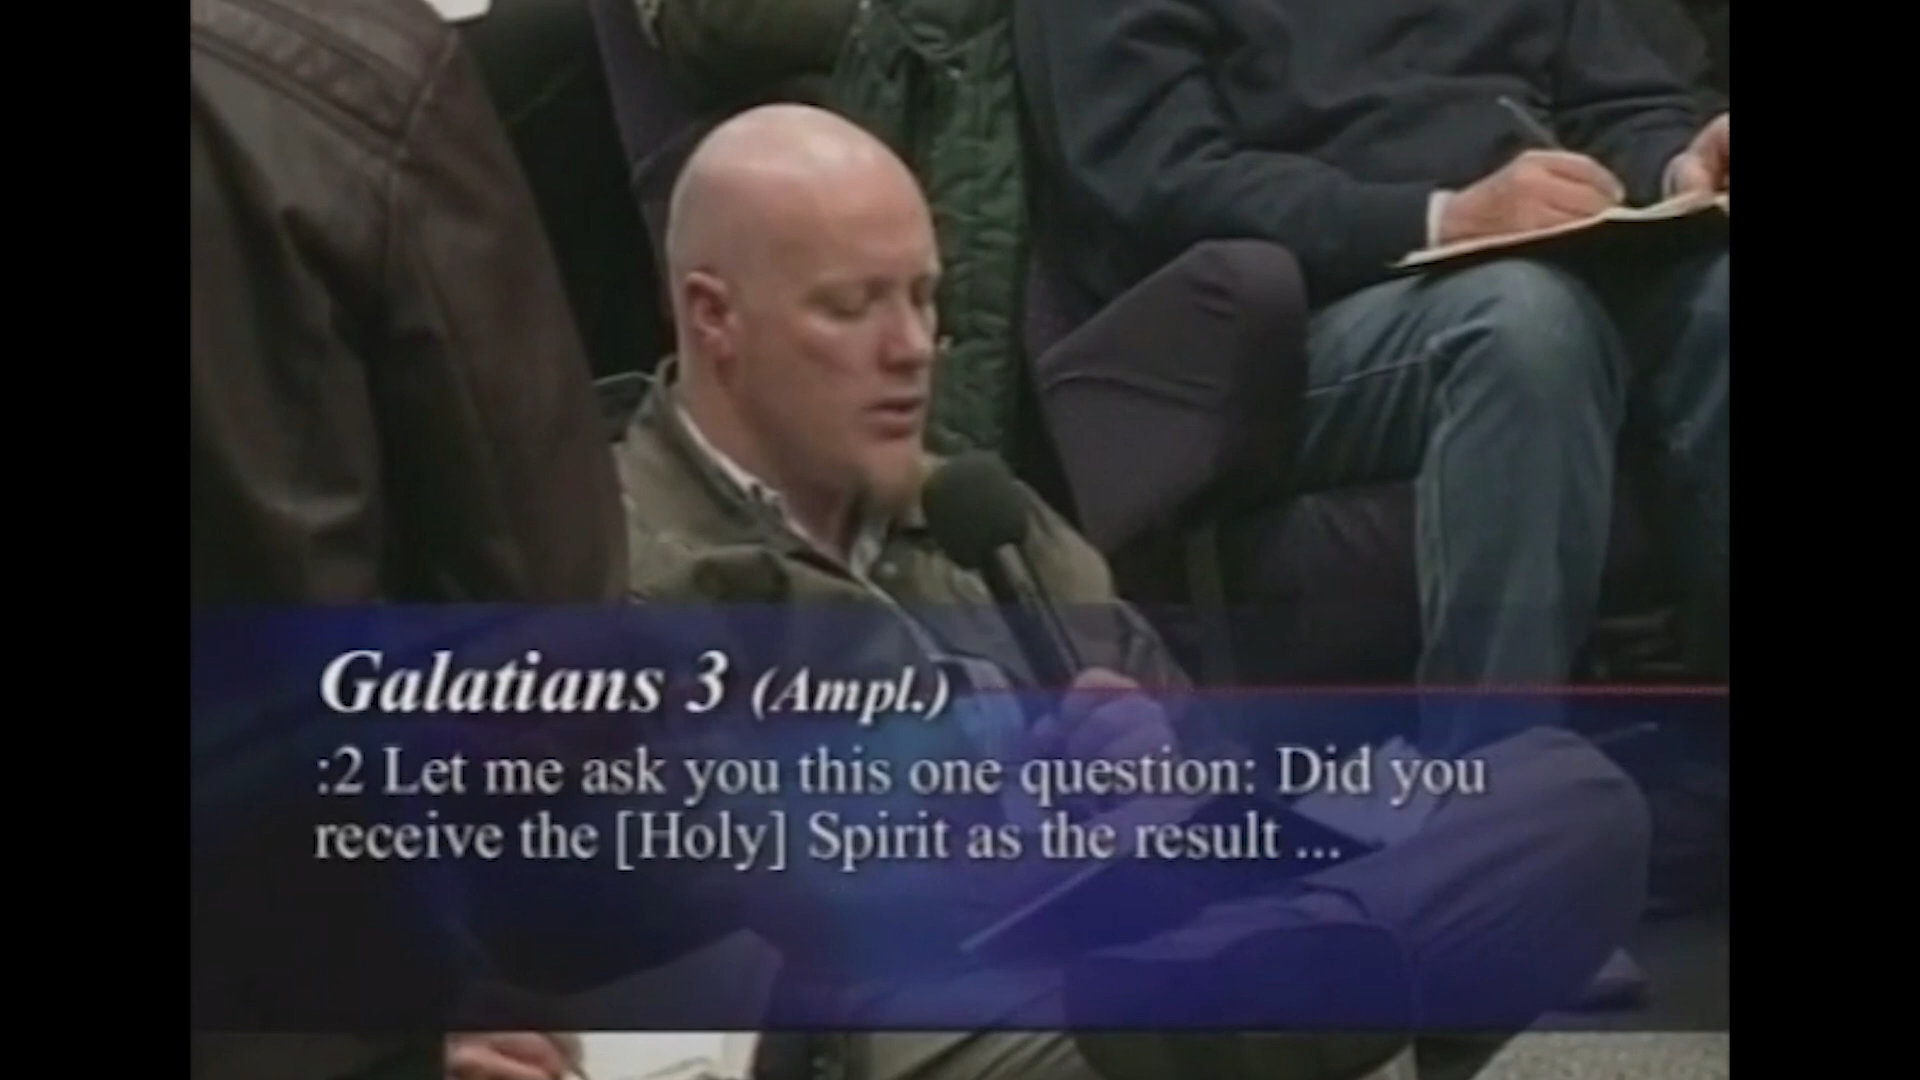 Galatians 3 (Ampl.)
:2 Let me ask you this one question: Did you
receive the [Holy] Spirit as the result ...